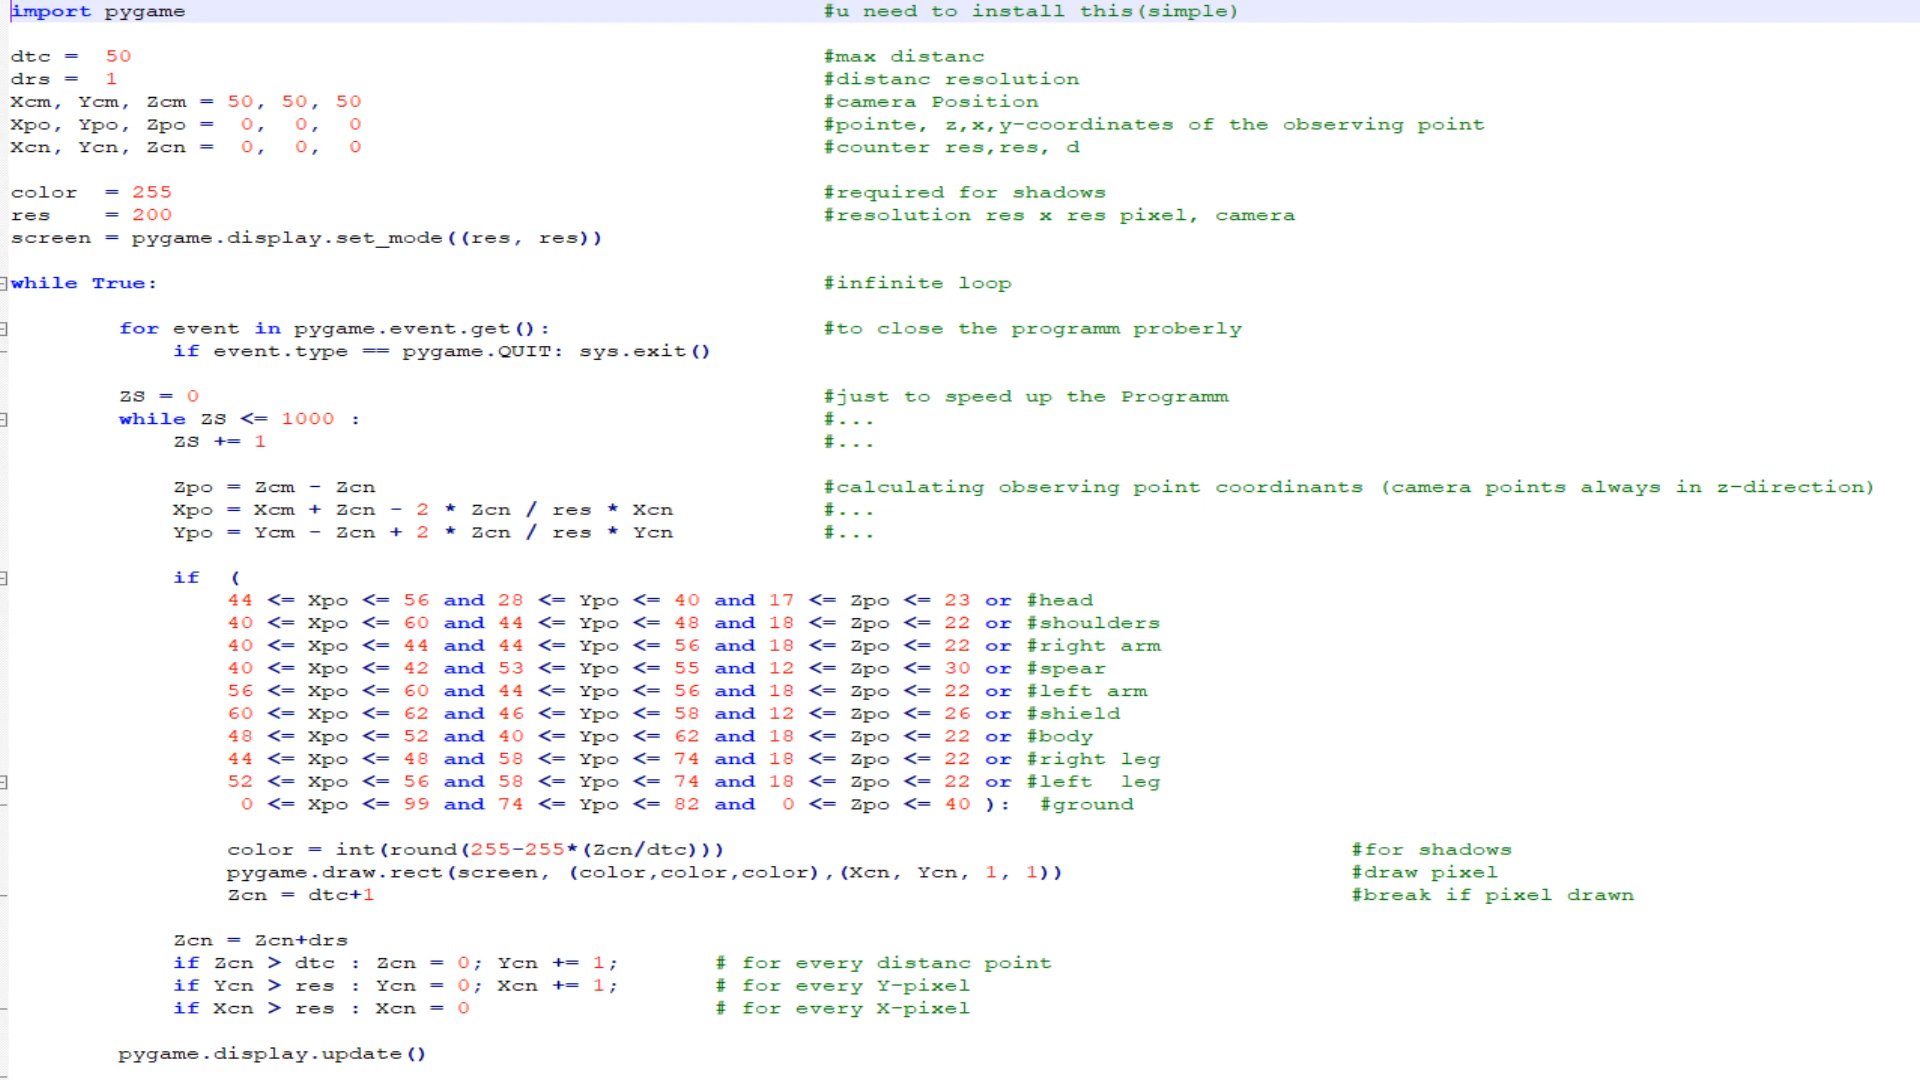 import pygame #u need to install this(simple)
dtc = 50 #max distanc
drs = 1 #distanc resolution
Xcm, Ycm, Zcm = 50, 50, 50 #camera Position
Xpo, Ypo, Zpo = 0, 0, 0 #pointe, z,x,y-coordinates of the observing point
Xcn, Ycn, Zcn = 0, 0, 0 #counter res,res, d
color = 255 #required for shadows
res = 200 #resolution res x res pixel, camera
screen = pygame.display.set_mode((res, res))
while True: #infinite loop
for event in pygame.event.get(): #to close the programm proberly
if event.type == pygame.QUIT: sys.exit()
ZS = 0 #just to speed up the Programm
while ZS <= 1000 : #...
ZS += 1 #...
Zpo = Zcm - Zcn #calculating observing point coordinants (camera points always in z-direction)
Xpo = Xcm + Zcn - 2 * Zcn / res * Xcn #...
Ypo = Ycm - Zcn + 2 * Zcn / res * Ycn #...
if (
44 <= Xpo <= 56 and 28 <= Ypo <= 40 and 17 <= Zpo <= 23 or #head
40 <= Xpo <= 60 and 44 <= Ypo <= 48 and 18 <= Zpo <= 22 or #shoulders
40 <= Xpo <= 44 and 44 <= Ypo <= 56 and 18 <= Zpo <= 22 or #right arm
40 <= Xpo <= 42 and 53 <= Ypo <= 55 and 12 <= Zpo <= 30 or #spear
56 <= Xpo <= 60 and 44 <= Ypo <= 56 and 18 <= Zpo <= 22 or #left arm
60 <= Xpo <= 62 and 46 <= Ypo <= 58 and 12 <= Zpo <= 26 or #shield
48 <= Xpo <= 52 and 40 <= Ypo <= 62 and 18 <= Zpo <= 22 or #body
44 <= Xpo <= 48 and 58 <= Ypo <= 74 and 18 <= Zpo <= 22 or #right leg
52 <= Xpo <= 56 and 58 <= Ypo <= 74 and 18 <= Zpo <= 22 or #left leg
0 <= Xpo <= 99 and 74 <= Ypo <= 82 and 0 <= Zpo <= 40 ): #ground
color = int(round(255-255*(Zcn/dtc))) #for shadows
pygame.draw.rect(screen, (color,color,color),(Xcn, Ycn, 1, 1)) #draw pixel
Zcn = dtc+1 #break if pixel drawn
Zcn = Zcn+drs
if Zcn > dtc : Zcn = 0; Ycn += 1; # for every distanc point
if Ycn > res : Ycn = 0; Xcn += 1; # for every Y-pixel
if Xcn > res : Xcn = 0 # for every X-pixel
pygame.display.update()